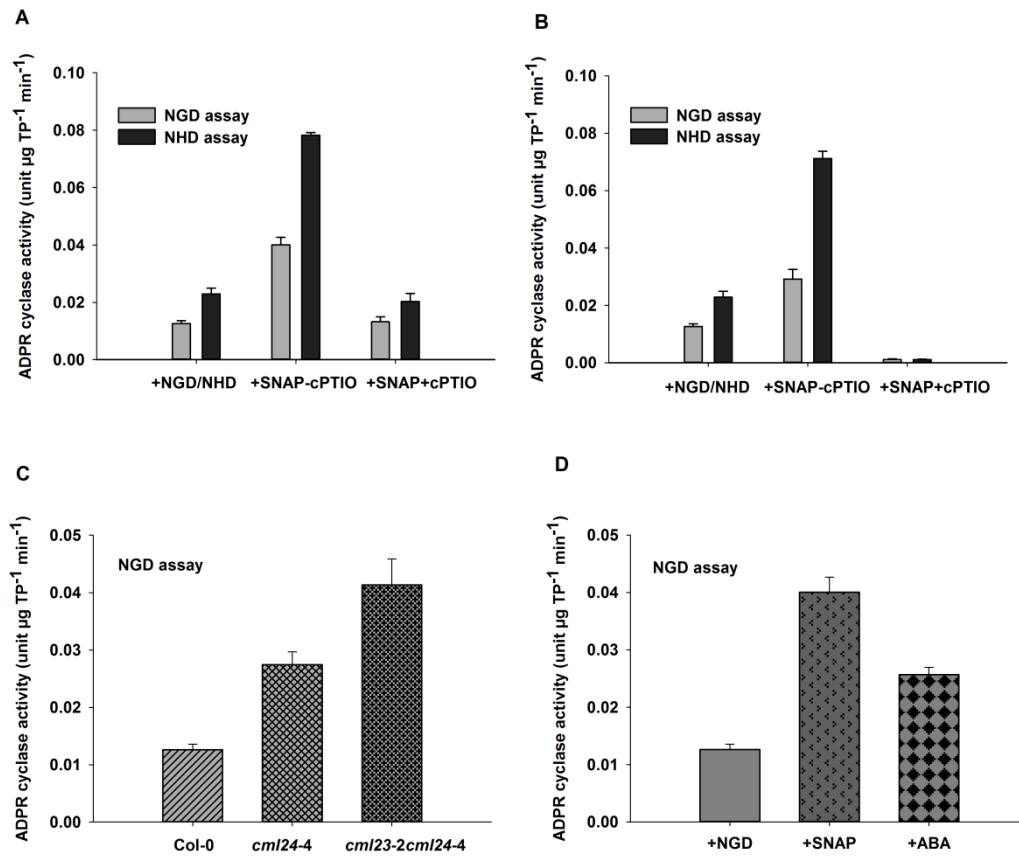 A
ADPR cyclase activity (unit µg TP⁻¹ min⁻¹)
0.10
0.08
0.06
0.04
0.02
0.00
NGD assay
NHD assay
+NGD/NHD +SNAP-cPTIO +SNAP+cPTIO
B
ADPR cyclase activity (unit µg TP⁻¹ min⁻¹)
0.10
0.08
0.06
0.04
0.02
0.00
NGD assay
NHD assay
+NGD/NHD +SNAP-cPTIO +SNAP+cPTIO
C
ADPR cyclase activity (unit µg TP⁻¹ min⁻¹)
0.05
0.04
0.03
0.02
0.01
0.00
NGD assay
Col-0 cml24-4 cml23-2cml24-4
D
ADPR cyclase activity (unit µg TP⁻¹ min⁻¹)
0.05
0.04
0.03
0.02
0.01
0.00
NGD assay
+NGD +SNAP +ABA